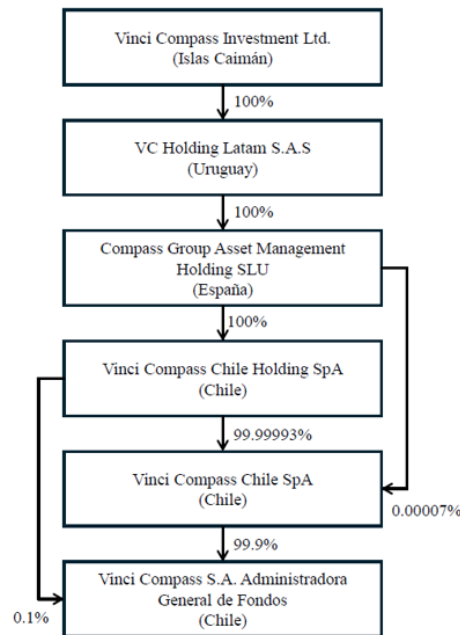 Vinci Compass Investment Ltd.
(Islas Caimán)
100%
VC Holding Latam S.A.S
(Uruguay)
100%
Compass Group Asset Management
Holding SLU
(España)
100%
Vinci Compass Chile Holding SpA
(Chile)
99.99993%
Vinci Compass Chile SpA
(Chile)
0.00007%
99.9%
Vinci Compass S.A. Administradora
General de Fondos
(Chile)
0.1%